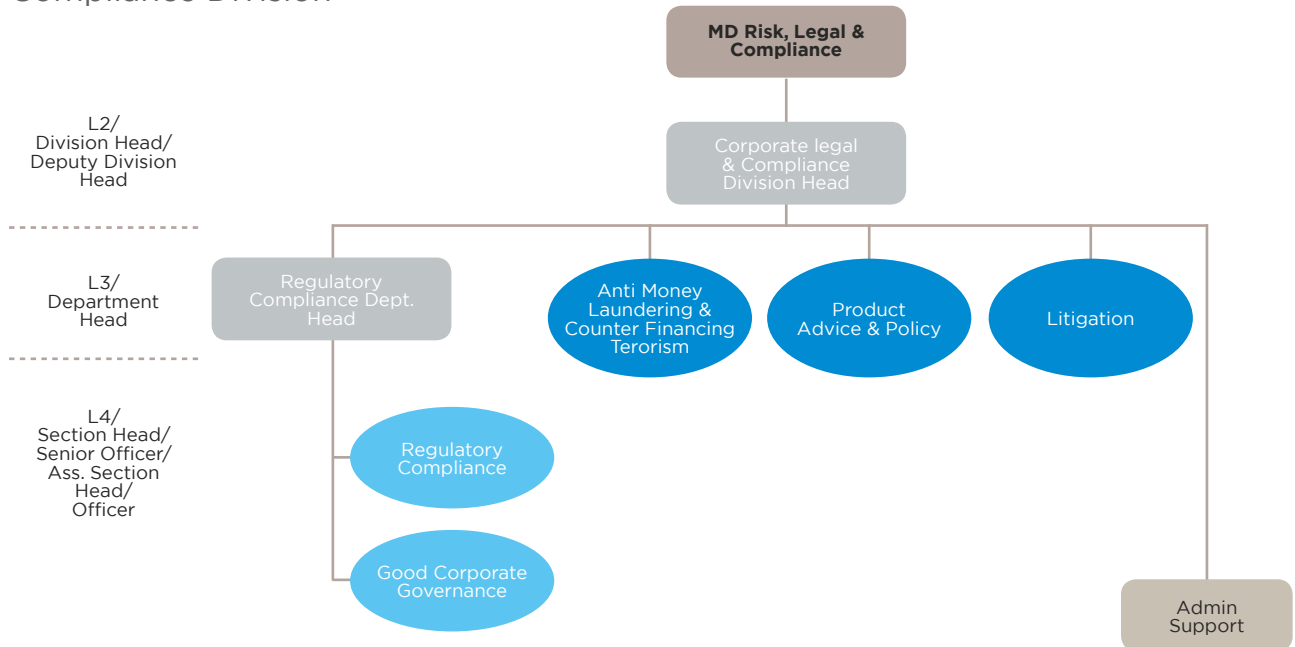 Compliance Division
MD Risk, Legal &
Compliance
L2/
Division Head/
Deputy Division
Head
Corporate legal
& Compliance
Division Head
L3/
Department
Head
Regulatory
Compliance Dept.
Head
Anti Money
Laundering &
Counter Financing
Terorism
Product
Advice & Policy
Litigation
L4/
Section Head/
Senior Officer/
Ass. Section
Head/
Officer
Regulatory
Compliance
Good Corporate
Governance
Admin
Support